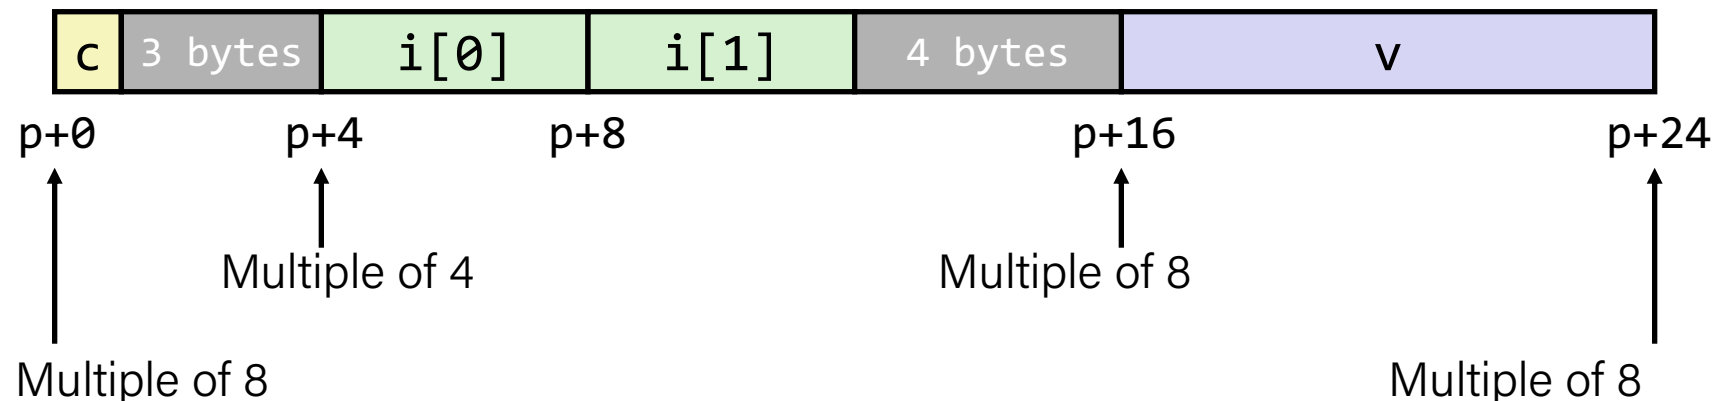 c 3 bytes i[0] i[1] 4 bytes v
p+0 p+4 p+8 p+16 p+24
Multiple of 4 Multiple of 8
Multiple of 8 Multiple of 8